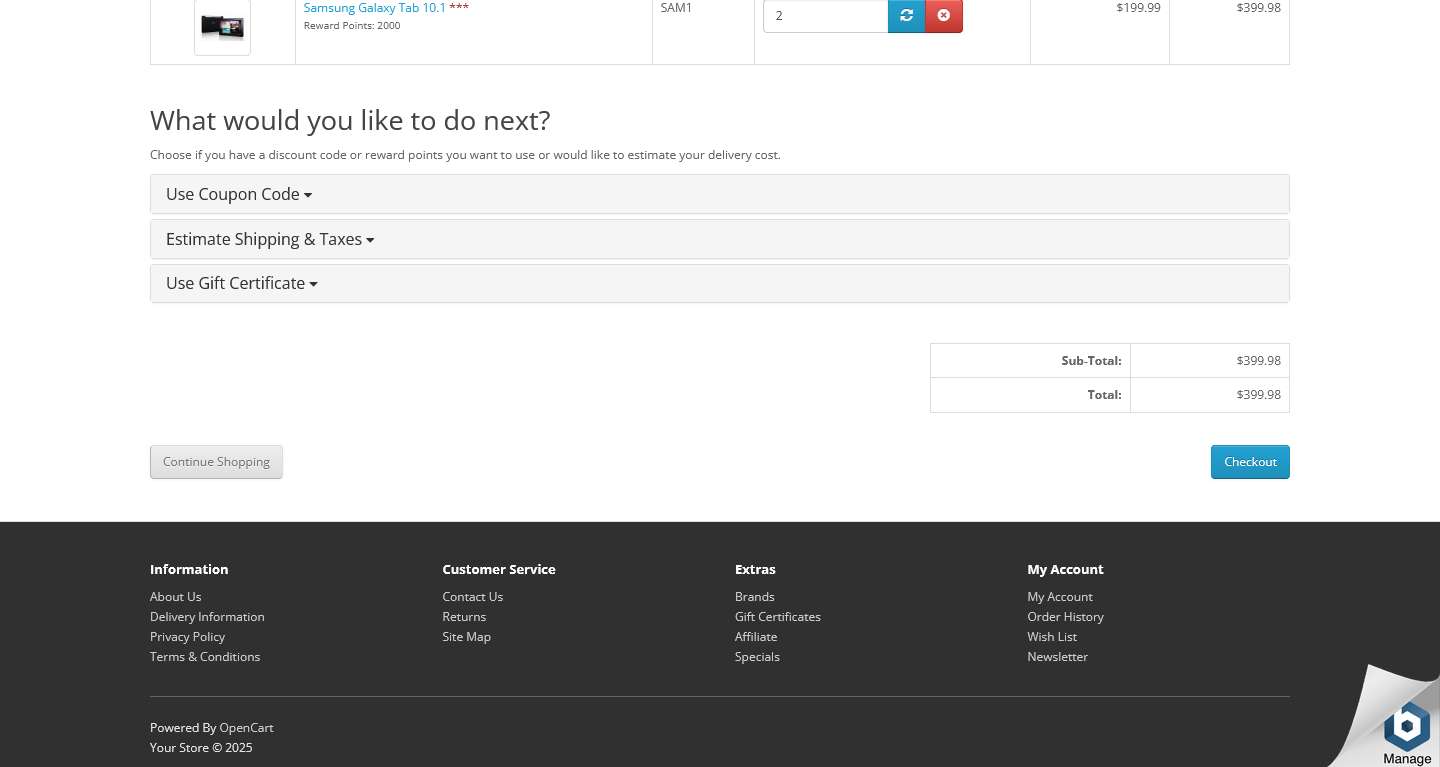 Samsung Galaxy Tab 10.1 ***
Reward Points: 2000
SAM1
2
$199.99
$399.98
What would you like to do next?
Choose if you have a discount code or reward points you want to use or would like to estimate your delivery cost.
Use Coupon Code
Estimate Shipping & Taxes
Use Gift Certificate
Sub-Total: $399.98
Total: $399.98
Continue Shopping
Checkout
Information
About Us
Delivery Information
Privacy Policy
Terms & Conditions
Customer Service
Contact Us
Returns
Site Map
Extras
Brands
Gift Certificates
Affiliate
Specials
My Account
My Account
Order History
Wish List
Newsletter
Powered By OpenCart
Your Store © 2025
Manage